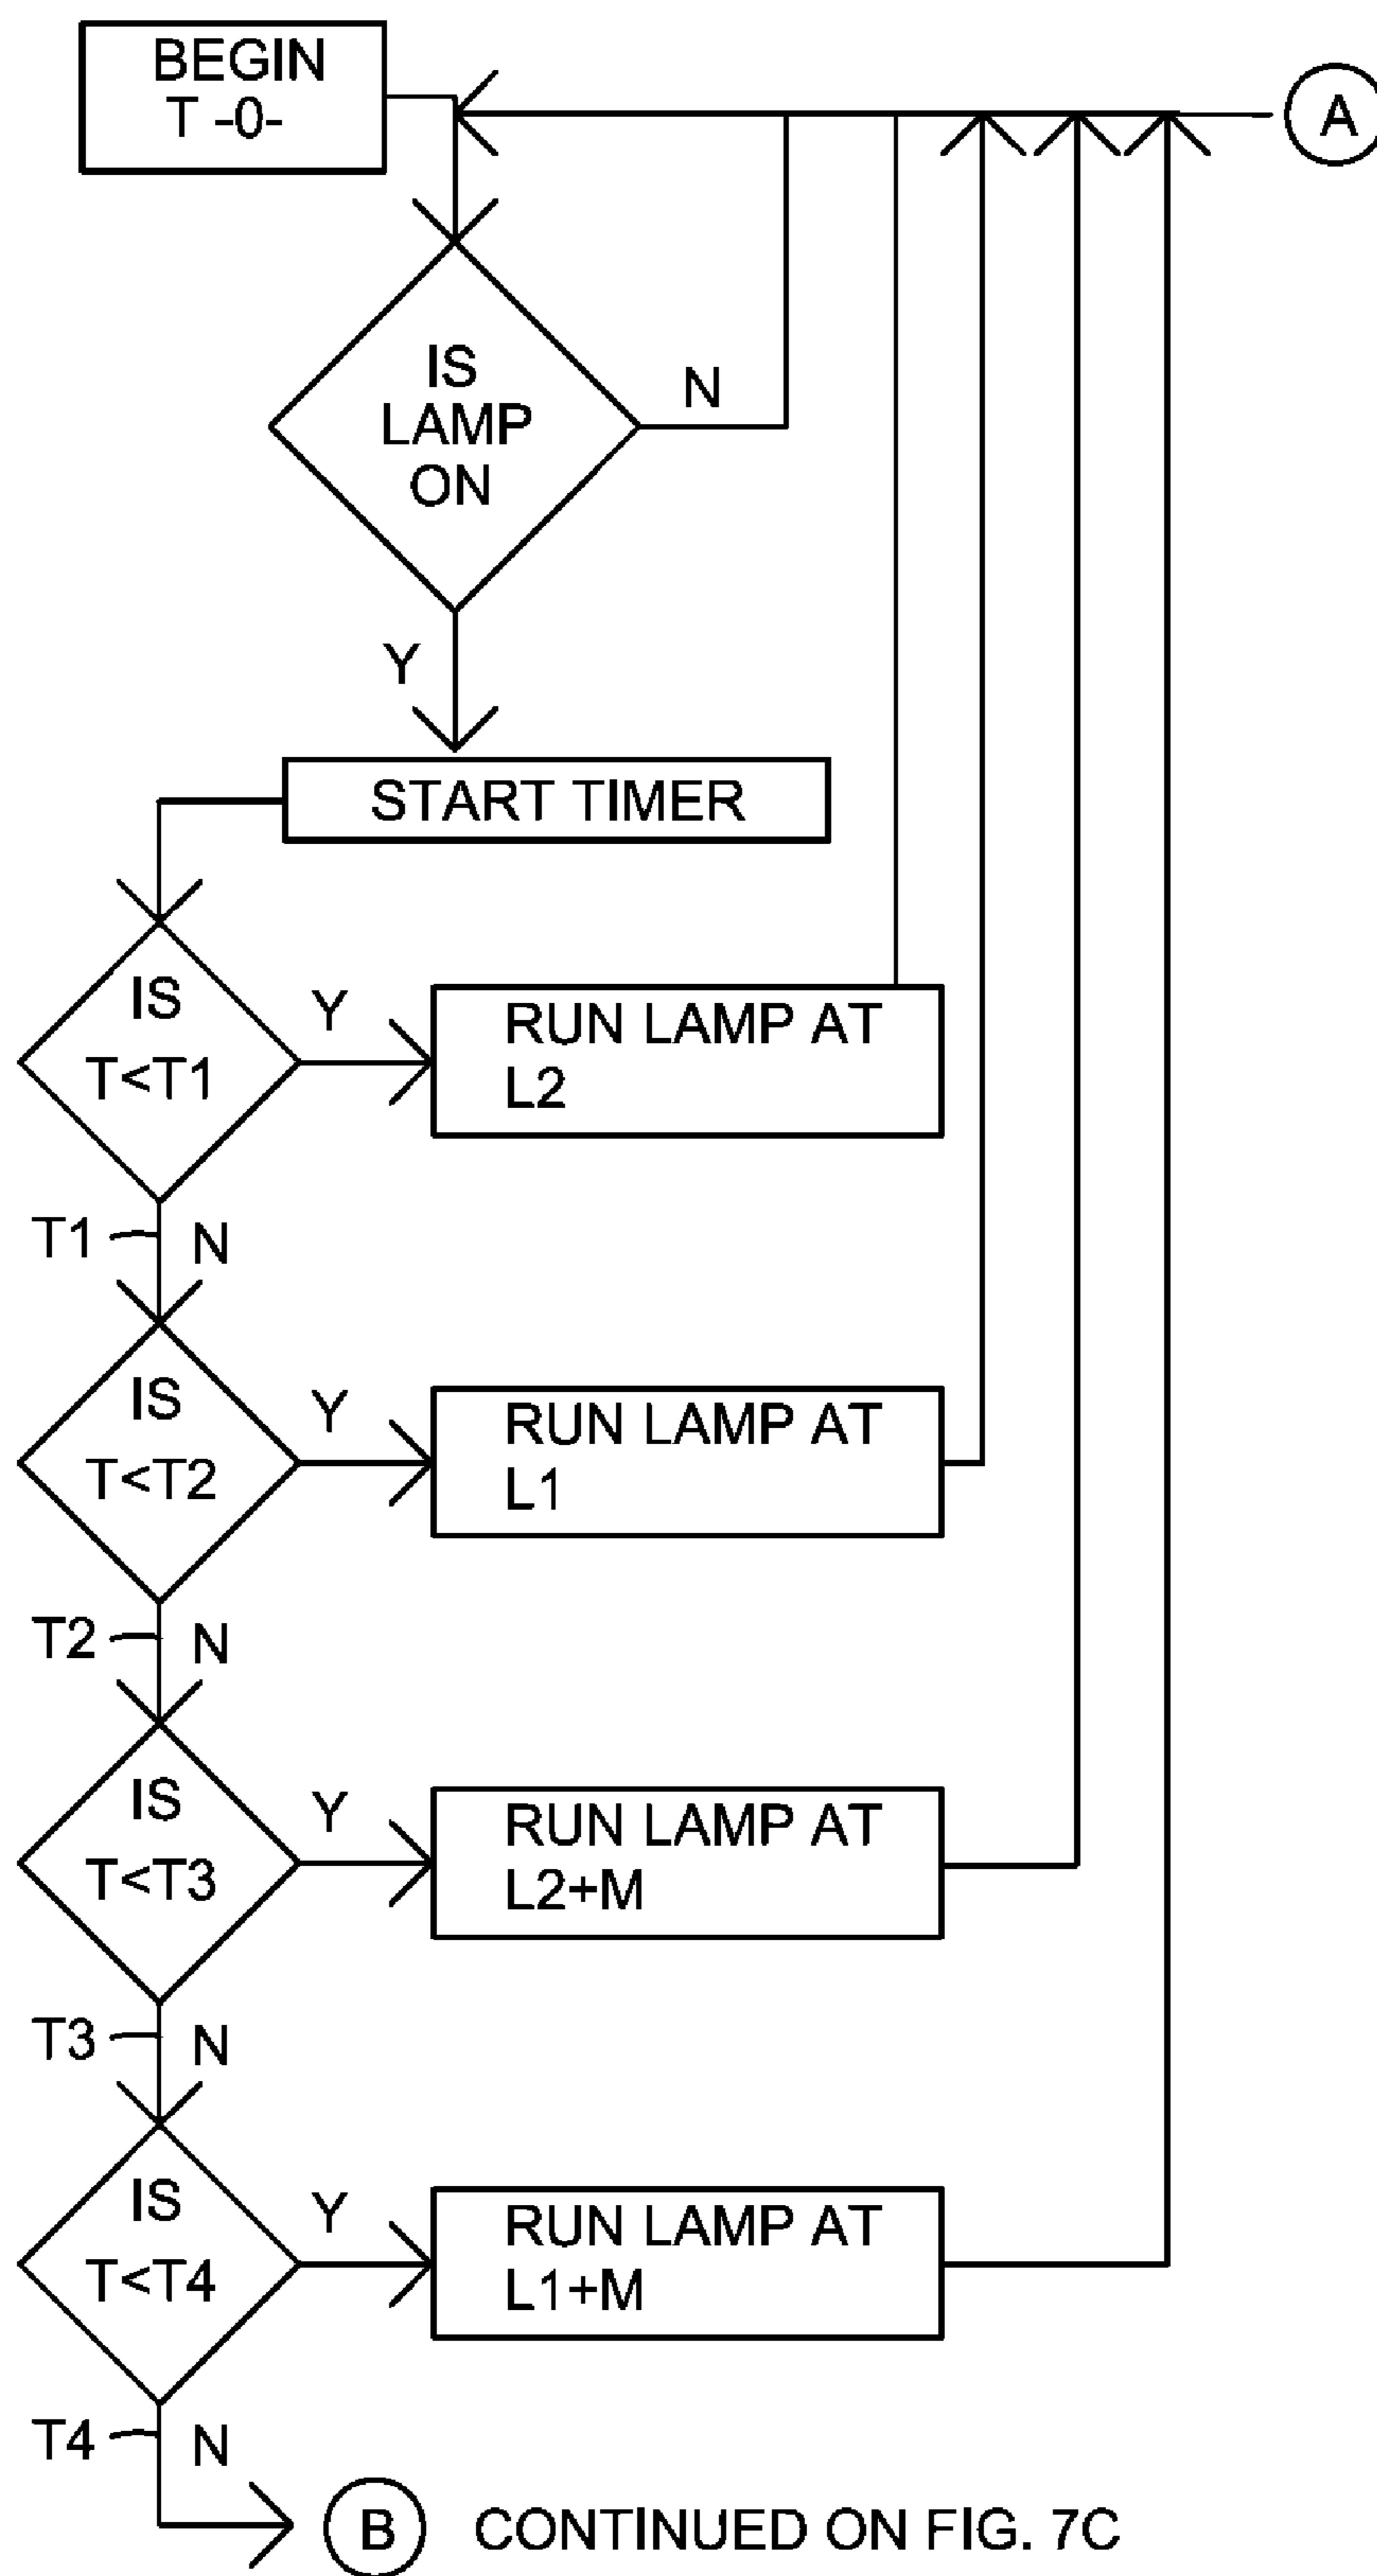 BEGIN
T -0-
A
IS
LAMP
ON
N
Y
START TIMER
IS
T<T1
Y
RUN LAMP AT
L2
T1
N
IS
T<T2
Y
RUN LAMP AT
L1
T2
N
IS
T<T3
Y
RUN LAMP AT
L2+M
T3
N
IS
T<T4
Y
RUN LAMP AT
L1+M
T4
N
B CONTINUED ON FIG. 7C